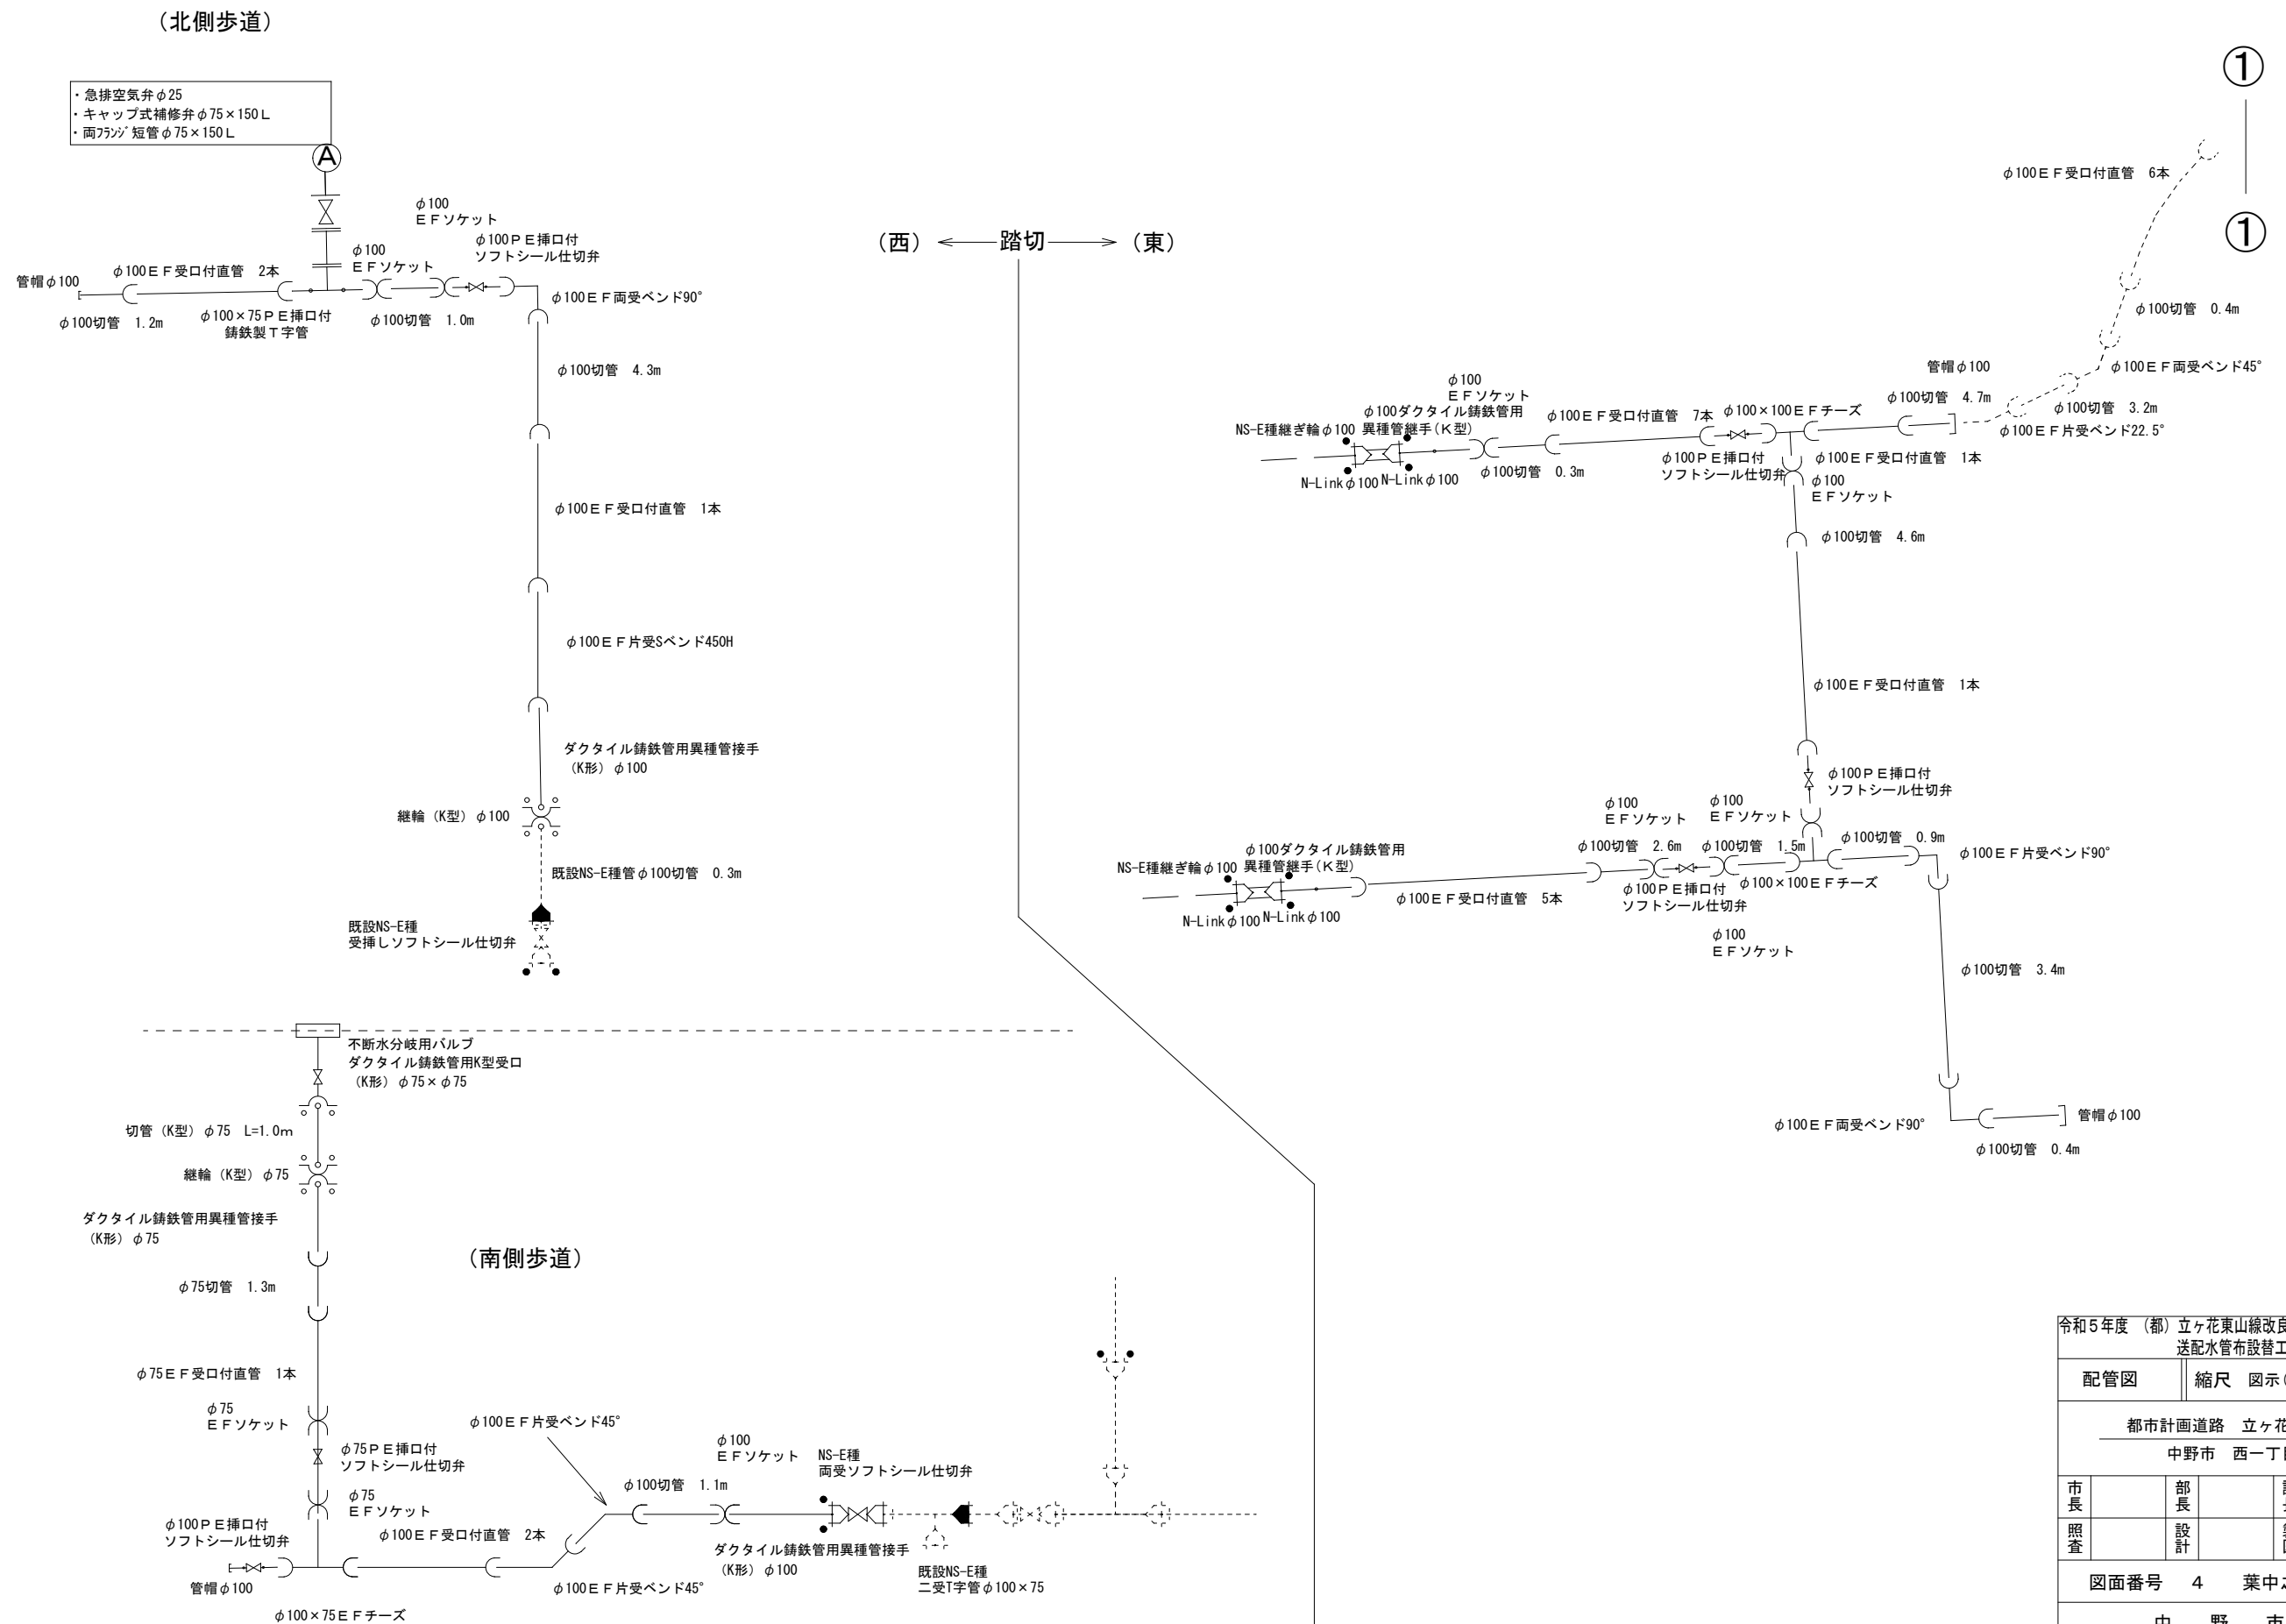 （北側歩道）
・急排空気弁φ25
・キャップ式補修弁φ75×150Ｌ
・両フランジ短管φ75×150Ｌ
A
φ100
ＥＦソケット
φ100ＰＥ挿口付
ソフトシール仕切弁
φ100
ＥＦソケット
φ100ＥＦ受口付直管　2本
管帽φ100
φ100切管　1.2m
φ100×75ＰＥ挿口付
鋳鉄製Ｔ字管
φ100切管　1.0m
φ100ＥＦ両受ベンド90°
φ100切管　4.3m
φ100ＥＦ受口付直管　1本
φ100ＥＦ片受Sベンド450H
ダクタイル鋳鉄管用異種管接手
（K形）φ100
継輪（K型）φ100
既設NS-E種管φ100切管　0.3m
既設NS-E種
受挿しソフトシール仕切弁
（西）
踏切
（東）
①
①
φ100ＥＦ受口付直管　6本
φ100切管　0.4m
φ100ＥＦ両受ベンド45°
管帽φ100
φ100切管　4.7m
φ100切管　3.2m
φ100ＥＦ片受ベンド22.5°
φ100
ＥＦソケット
φ100ダクタイル鋳鉄管用
異種管継手(Ｋ型)
NS-E種継ぎ輪φ100
φ100ＥＦ受口付直管　7本
φ100×100ＥＦチーズ
N-Linkφ100
N-Linkφ100
φ100切管　0.3m
φ100ＰＥ挿口付
ソフトシール仕切弁
φ100ＥＦ受口付直管　1本
φ100
ＥＦソケット
φ100切管　4.6m
φ100ＥＦ受口付直管　1本
φ100ＰＥ挿口付
ソフトシール仕切弁
φ100
ＥＦソケット
φ100
ＥＦソケット
φ100切管　2.6m
φ100切管　1.5m
φ100切管　0.9m
φ100ＥＦ片受ベンド90°
φ100ダクタイル鋳鉄管用
異種管継手(Ｋ型)
NS-E種継ぎ輪φ100
N-Linkφ100
N-Linkφ100
φ100ＥＦ受口付直管　5本
φ100ＰＥ挿口付
ソフトシール仕切弁
φ100×100ＥＦチーズ
φ100
ＥＦソケット
φ100切管　3.4m
φ100ＥＦ両受ベンド90°
管帽φ100
φ100切管　0.4m
不断水分岐用バルブ
ダクタイル鋳鉄管用K型受口
（K形）φ75×φ75
切管（K型）φ75　L=1.0ｍ
継輪（K型）φ75
ダクタイル鋳鉄管用異種管接手
（K形）φ75
（南側歩道）
φ75切管　1.3m
φ75ＥＦ受口付直管　1本
φ75
ＥＦソケット
φ75ＰＥ挿口付
ソフトシール仕切弁
φ75
ＥＦソケット
φ100ＰＥ挿口付
ソフトシール仕切弁
管帽φ100
φ100×75ＥＦチーズ
φ100ＥＦ受口付直管　2本
φ100ＥＦ片受ベンド45°
φ100ＥＦ片受ベンド45°
φ100切管　1.1m
φ100
ＥＦソケット
NS-E種
両受ソフトシール仕切弁
ダクタイル鋳鉄管用異種管接手
（K形）φ100
既設NS-E種
二受T字管φ100×75
令和５年度　（都）立ヶ花東山線改良
送配水管布設替工
配管図
縮尺　図示(
都市計画道路　立ヶ花
中野市　西一丁目
市長
部長
照査
設計
図面番号　4　葉中
中　野　市